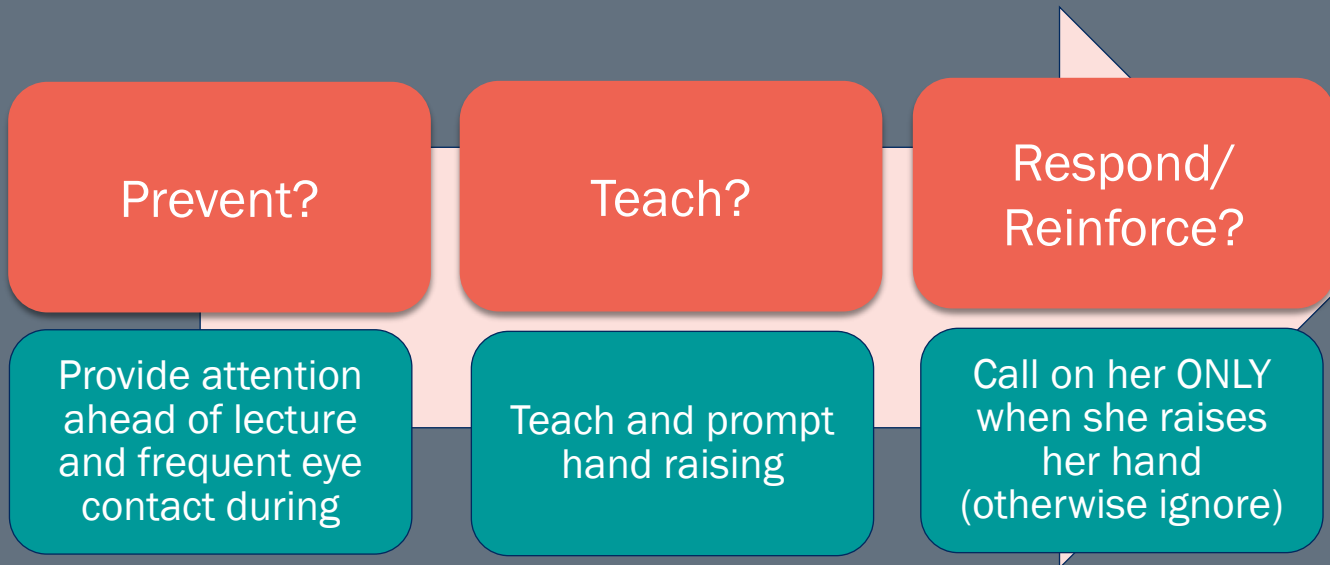 Prevent?
Teach?
Respond/
Reinforce?
Provide attention
ahead of lecture
and frequent eye
contact during
Teach and prompt
hand raising
Call on her ONLY
when she raises
her hand
(otherwise ignore)